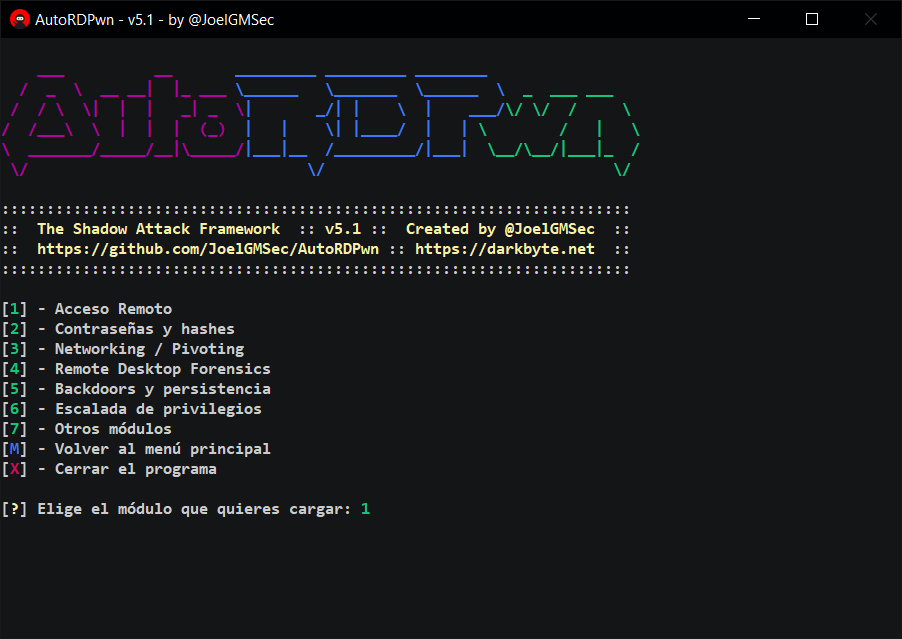 AutoRDPwn - v5.1 - by @JoelGMSec
AutoRDPwn
:::::::::::::::::::::::::::::::::::::::::::::::::::::::::::::::::::::::
:: The Shadow Attack Framework :: v5.1 :: Created by @JoelGMSec ::
:: https://github.com/JoelGMSec/AutoRDPwn :: https://darkbyte.net ::
:::::::::::::::::::::::::::::::::::::::::::::::::::::::::::::::::::::::
[1] - Acceso Remoto
[2] - Contraseñas y hashes
[3] - Networking / Pivoting
[4] - Remote Desktop Forensics
[5] - Backdoors y persistencia
[6] - Escalada de privilegios
[7] - Otros módulos
[M] - Volver al menú principal
[X] - Cerrar el programa
[?] Elige el módulo que quieres cargar: 1